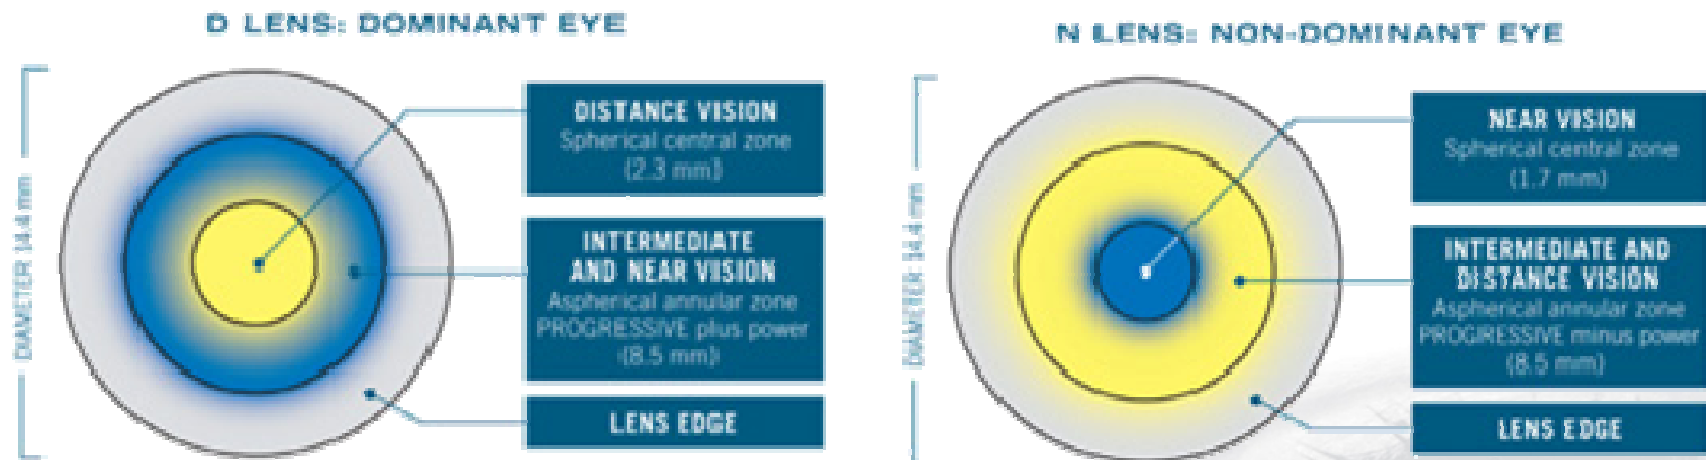 D LENS: DOMINANT EYE
DIAMETER 14.4 mm
DISTANCE VISION
Spherical central zone
(2.3 mm)
INTERMEDIATE
AND NEAR VISION
Aspherical annular zone
PROGRESSIVE plus power
(8.5 mm)
LENS EDGE
N LENS: NON-DOMINANT EYE
DIAMETER 14.4 mm
NEAR VISION
Spherical central zone
(1.7 mm)
INTERMEDIATE AND
DISTANCE VISION
Aspherical annular zone
PROGRESSIVE minus power
(8.5 mm)
LENS EDGE